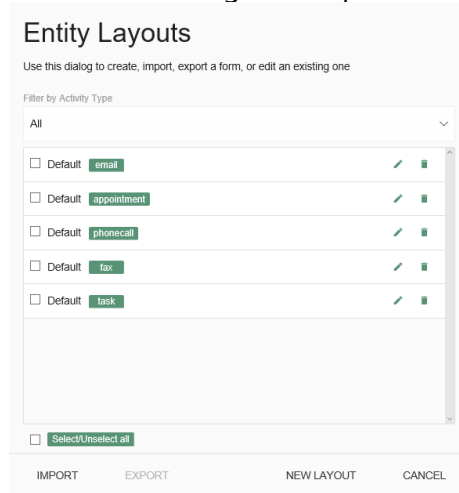 Entity Layouts
Use this dialog to create, import, export a form, or edit an existing one
Filter by Activity Type
All
Default email
Default appointment
Default phonecall
Default fax
Default task
Select/Unselect all
IMPORT EXPORT NEW LAYOUT CANCEL